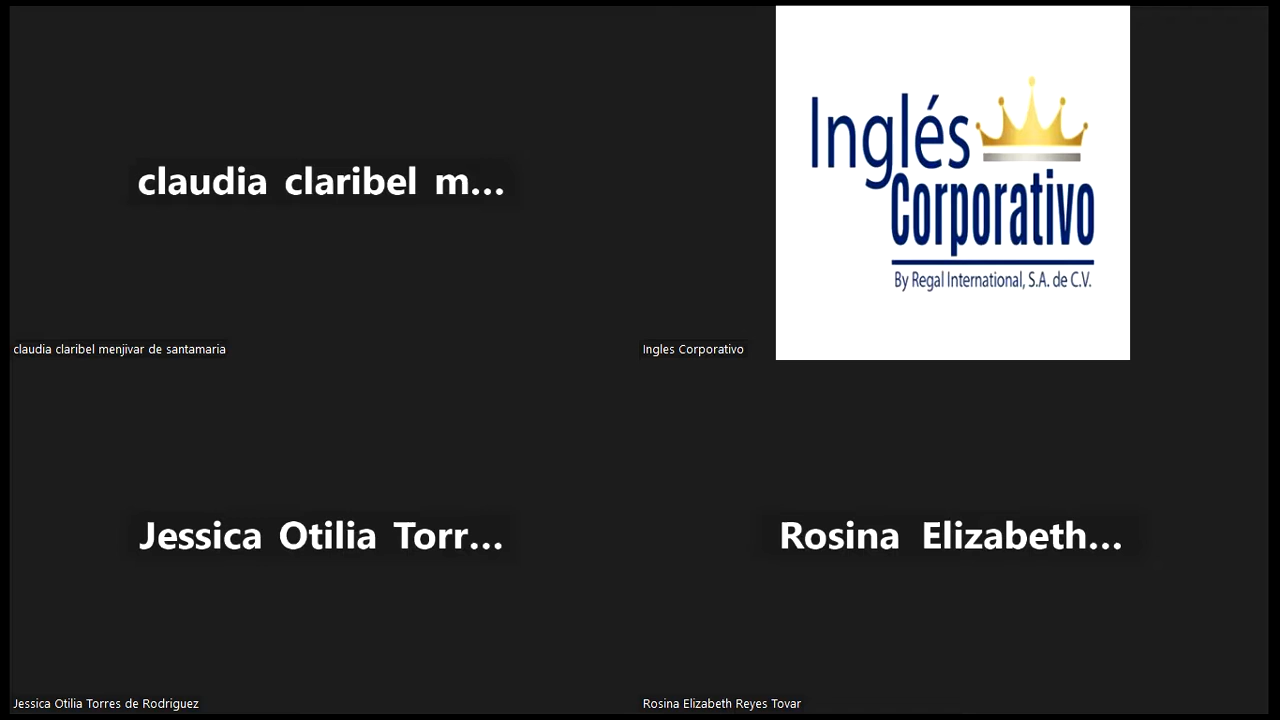 claudia claribel m...
claudia claribel menjivar de santamaria
Inglés
Corporativo
By Regal International, S.A. de C.V.
Ingles Corporativo
Jessica Otilia Torr...
Jessica Otilia Torres de Rodríguez
Rosina Elizabeth...
Rosina Elizabeth Reyes Tovar